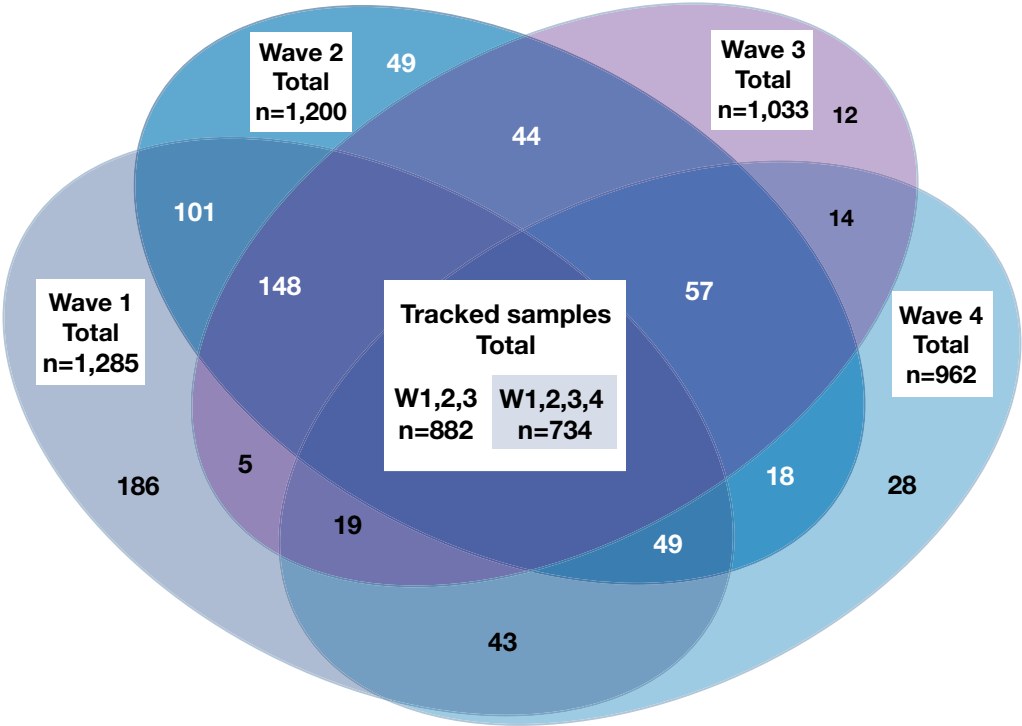 Wave 2
Total
n=1,200
49
Wave 3
Total
n=1,033
12
44
101
14
148
57
Wave 1
Total
n=1,285
Tracked samples
Total
W1,2,3
n=882
W1,2,3,4
n=734
Wave 4
Total
n=962
5
186
18
28
19
49
43